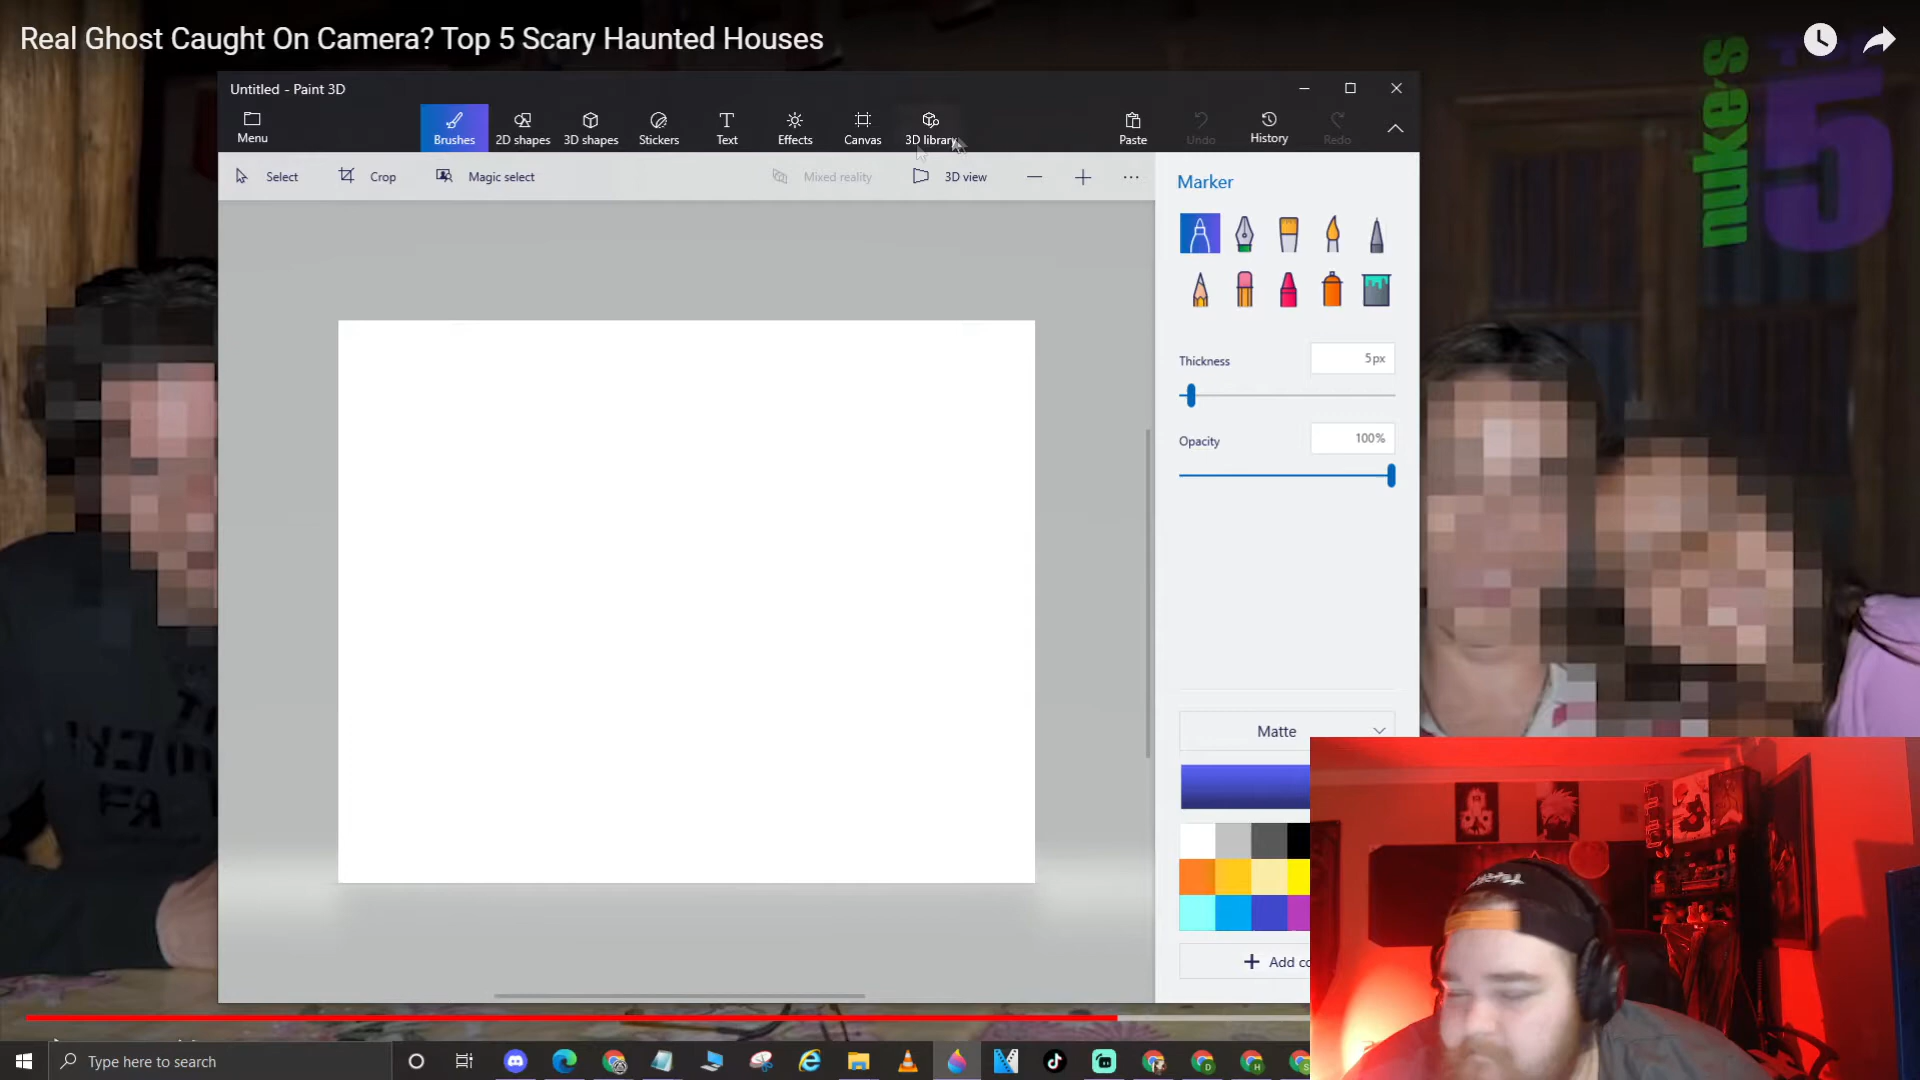 Real Ghost Caught On Camera? Top 5 Scary Haunted Houses
nuke's
5
Untitled - Paint 3D
Menu
Brushes
2D shapes
3D shapes
Stickers
Text
Effects
Canvas
3D library
Paste
Undo
History
Redo
Select
Crop
Magic select
Mixed reality
3D view
Marker
Thickness
5px
Opacity
100%
Matte
Add co
Type here to search